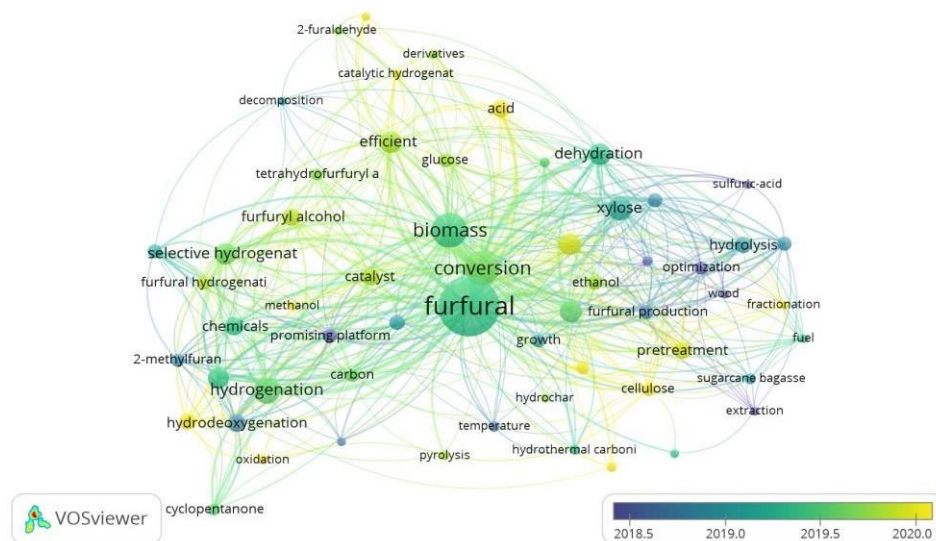 2-furaldehyde
derivatives
catalytic hydrogenat
decomposition
acid
efficient
dehydration
glucose
tetrahydrofurfuryl a
sulfuric-acid
xylose
furfuryl alcohol
biomass
selective hydrogenat
hydrolysis
conversion
optimization
furfural hydrogenati
catalyst
ethanol
wood
methanol
furfural
fractionation
furfural production
chemicals
promising platform
growth
fuel
pretreatment
2-methylfuran
carbon
sugarcane bagasse
hydrogenation
cellulose
hydrochar
extraction
hydrodeoxygenation
temperature
hydrothermal carboni
oxidation
pyrolysis
cyclopentanone
VOSviewer
2018.5 2019.0 2019.5 2020.0